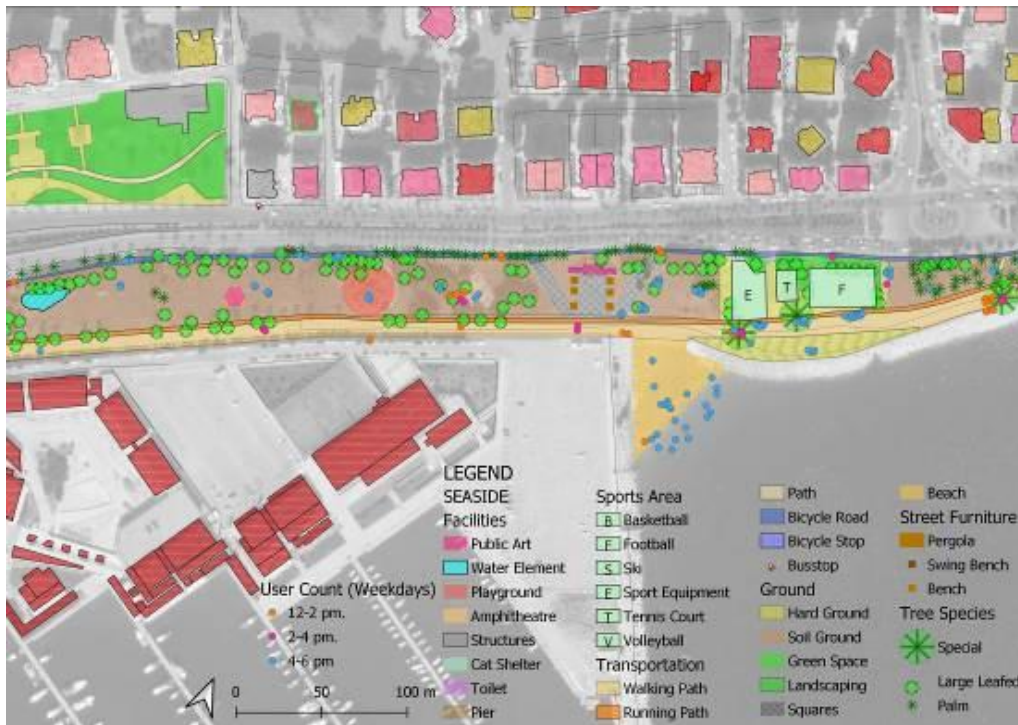 E
T
F
LEGEND
SEASIDE
Facilities
Public Art
Water Element
Playground
Amphitheatre
Structures
Cat Shelter
Toilet
Pier
User Count (Weekdays)
12-2 pm.
2-4 pm.
4-6 pm
0 50 100 m
Sports Area
B Basketball
F Football
S Ski
E Sport Equipment
T Tennis Court
V Volleyball
Transportation
Walking Path
Running Path
Path
Bicycle Road
Bicycle Stop
Busstop
Ground
Hard Ground
Soil Ground
Green Space
Landscaping
Squares
Beach
Street Furniture
Pergola
Swing Bench
Bench
Tree Species
Special
Large Leafed
Palm